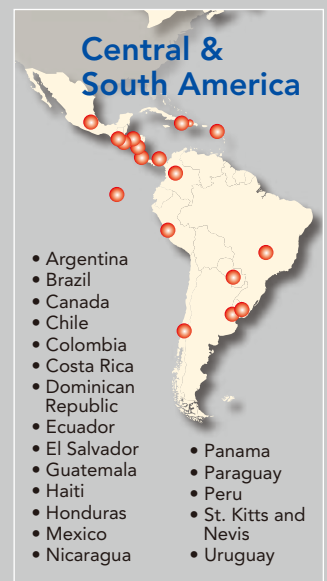 Central &
South America
• Argentina
• Brazil
• Canada
• Chile
• Colombia
• Costa Rica
• Dominican
Republic
• Ecuador
• El Salvador
• Guatemala
• Haiti
• Honduras
• Mexico
• Nicaragua
• Panama
• Paraguay
• Peru
• St. Kitts and
Nevis
• Uruguay